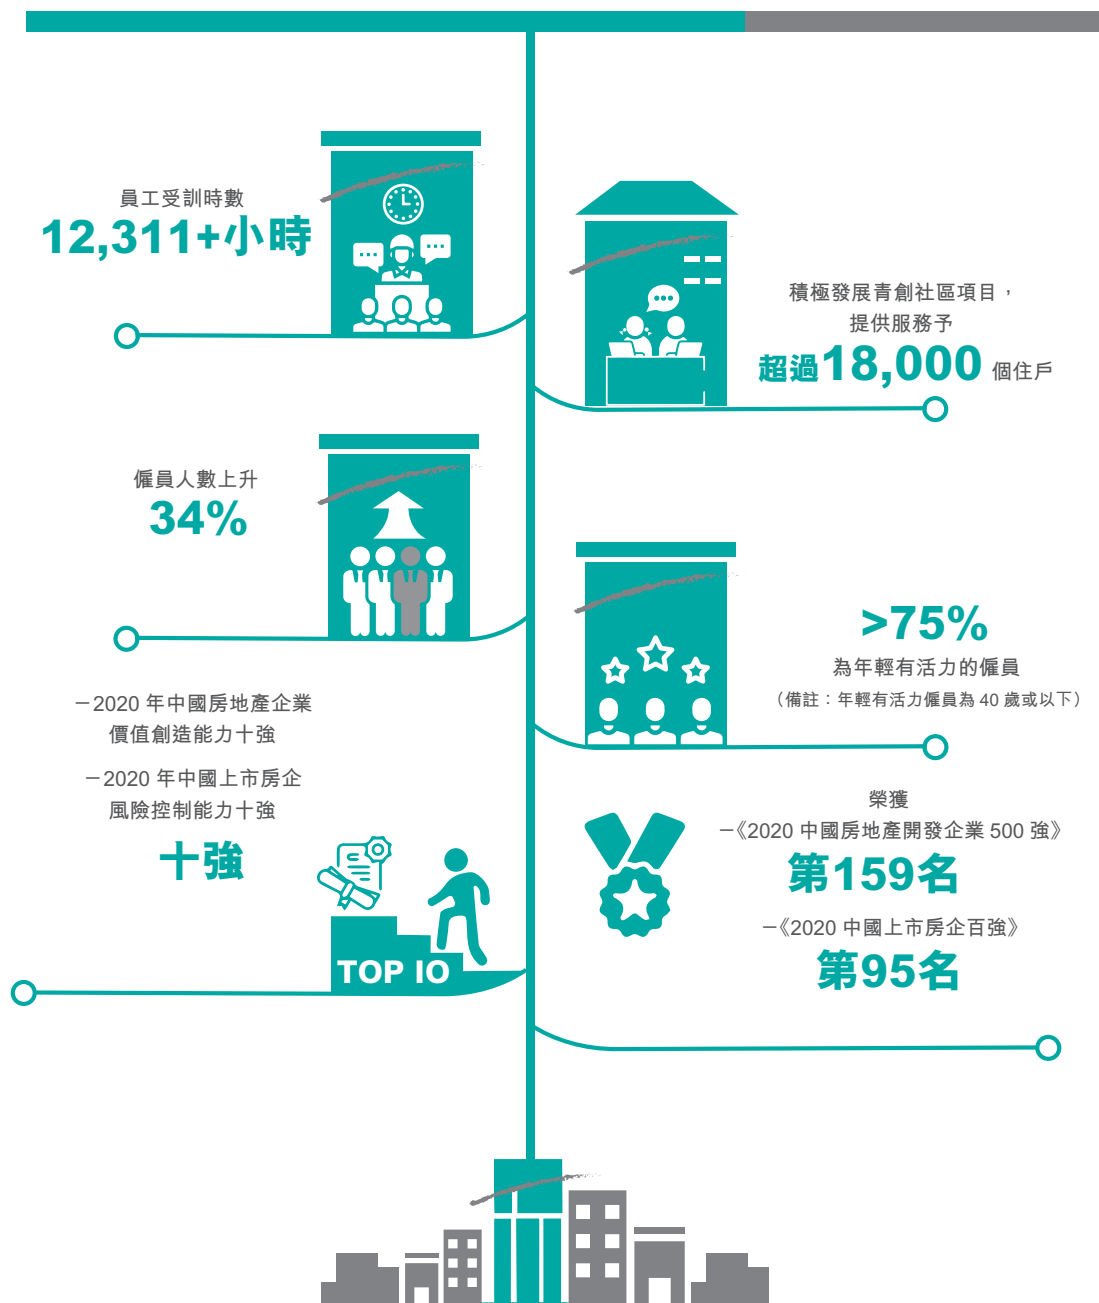 員工受訓時數
12,311+小時
積極發展青創社區項目，
提供服務予
超過18,000 個住戶
僱員人數上升
34%
>75%
為年輕有活力的僱員
（備註：年輕有活力僱員為 40 歲或以下）
－2020 年中國房地產企業
價值創造能力十強
－2020 年中國上市房企
風險控制能力十強
十強
TOP IO
榮獲
－《2020 中國房地產開發企業 500 強》
第159名
－《2020 中國上市房企百強》
第95名